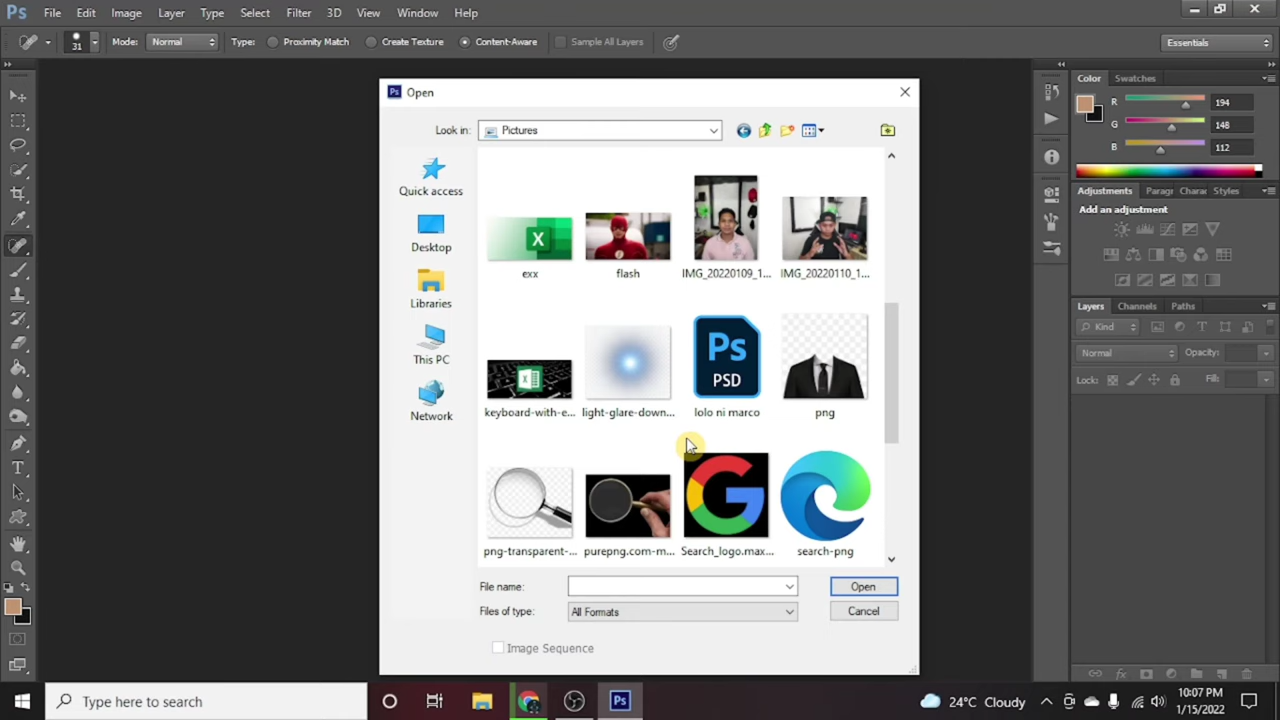 Ps File Edit Image Layer Type Select Filter 3D View Window Help
31 Mode: Normal Type: Proximity Match Create Texture Content-Aware Sample All Layers Essentials
Ps Open
Look in: Pictures
Quick access
Desktop
Libraries
This PC
Network
exx flash IMG_20220109_1... IMG_20220110_1...
Ps
PSD
keyboard-with-e... light-glare-down... lolo ni marco png
png-transparent-... purepng.com-m... Search_logo.max... search-png
File name: Open
Files of type: All Formats Cancel
Image Sequence
Color Swatches
R 194
G 148
B 112
Adjustments Paragr Charac Styles
Add an adjustment
Layers Channels Paths
Kind
Normal Opacity:
Lock: Fill:
Type here to search
24°C Cloudy
10:07 PM
1/15/2022